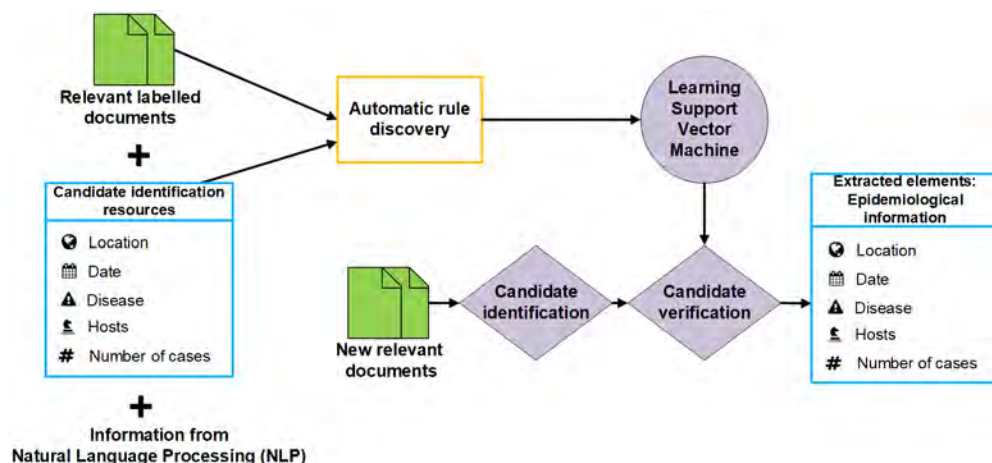 Relevant labelled
documents
+
Candidate identification
resources
Location
Date
Disease
Hosts
# Number of cases
+
Information from
Natural Language Processing (NLP)
Automatic rule
discovery
Learning
Support
Vector
Machine
New relevant
documents
Candidate
identification
Candidate
verification
Extracted elements:
Epidemiological
information
Location
Date
Disease
Hosts
# Number of cases